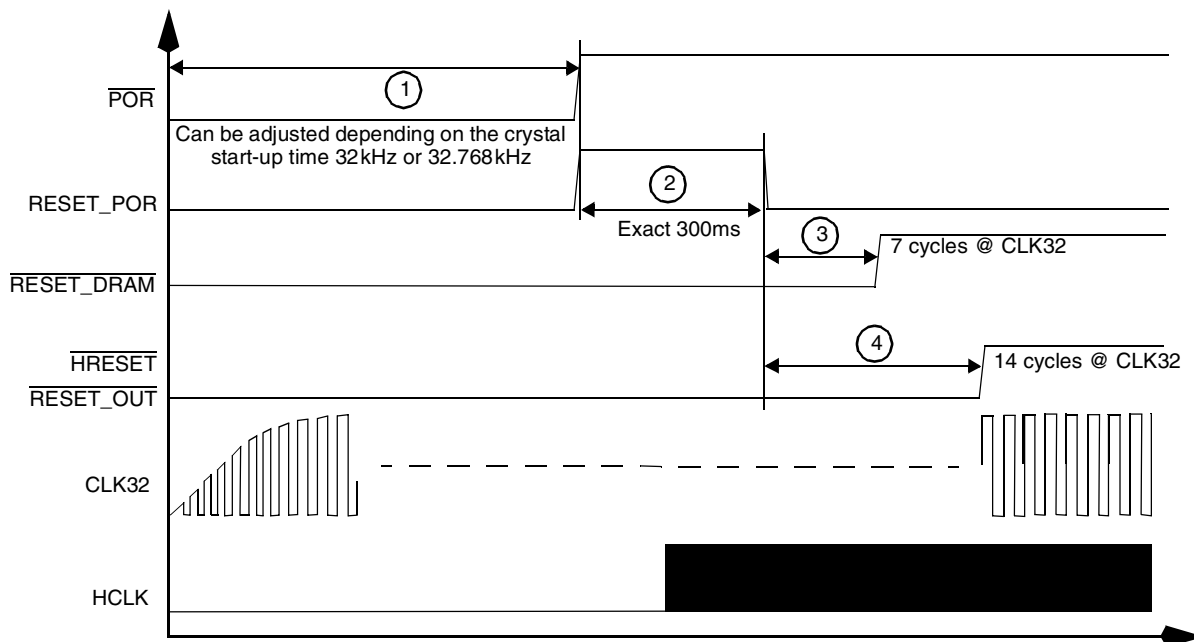 1
POR
Can be adjusted depending on the crystal
start-up time 32kHz or 32.768kHz
2
RESET_POR
Exact 300ms
3
7 cycles @ CLK32
RESET_DRAM
4
HRESET
14 cycles @ CLK32
RESET_OUT
CLK32
HCLK